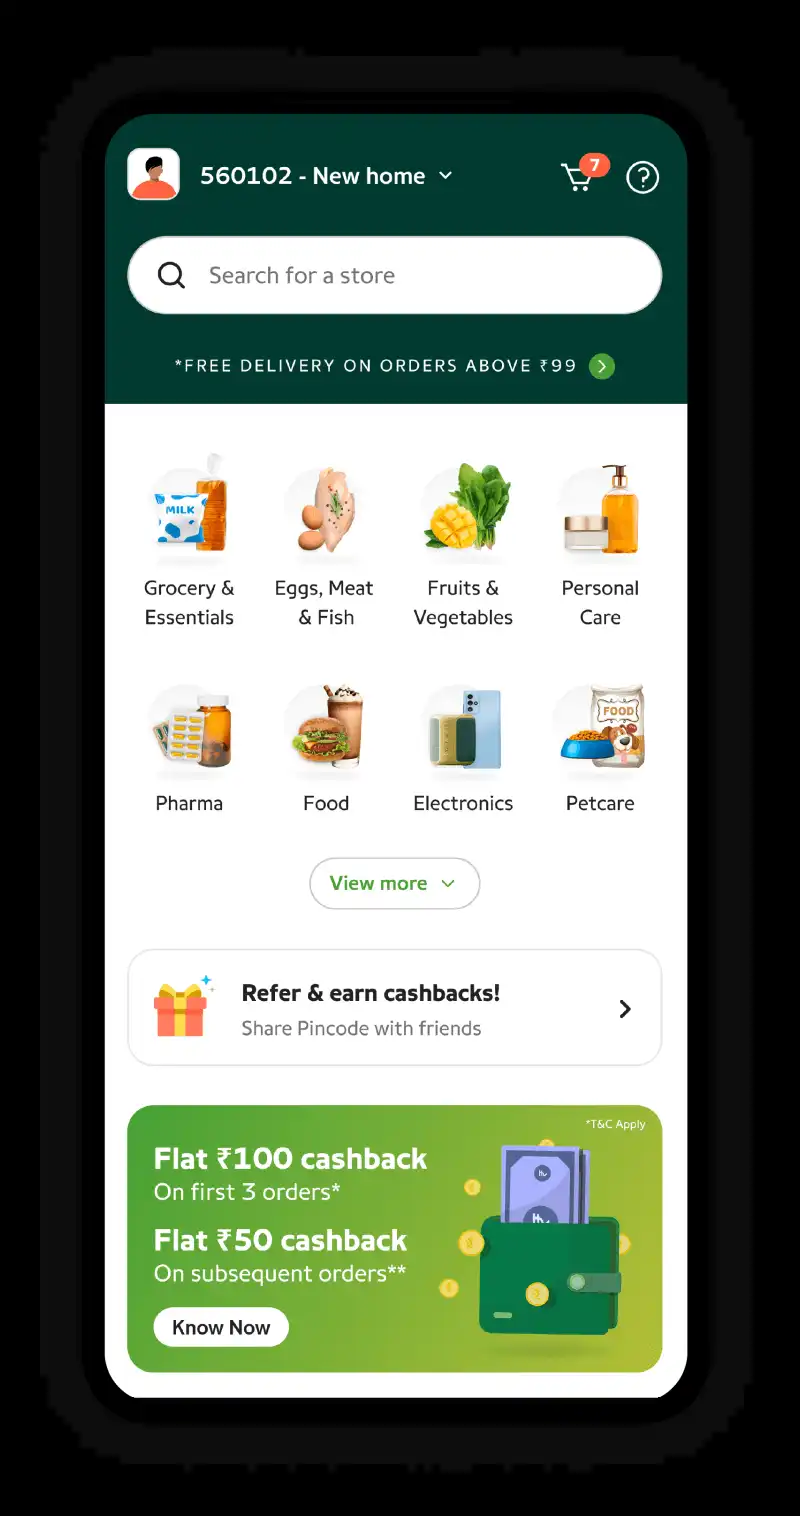 560102 - New home
7
?
Search for a store
*FREE DELIVERY ON ORDERS ABOVE ₹99
MILK
Grocery &
Essentials
Eggs, Meat
& Fish
Fruits &
Vegetables
Personal
Care
FOOD
Pharma
Food
Electronics
Petcare
View more
Refer & earn cashbacks!
Share Pincode with friends
*T&C Apply
Flat ₹100 cashback
On first 3 orders*
Flat ₹50 cashback
On subsequent orders**
Know Now